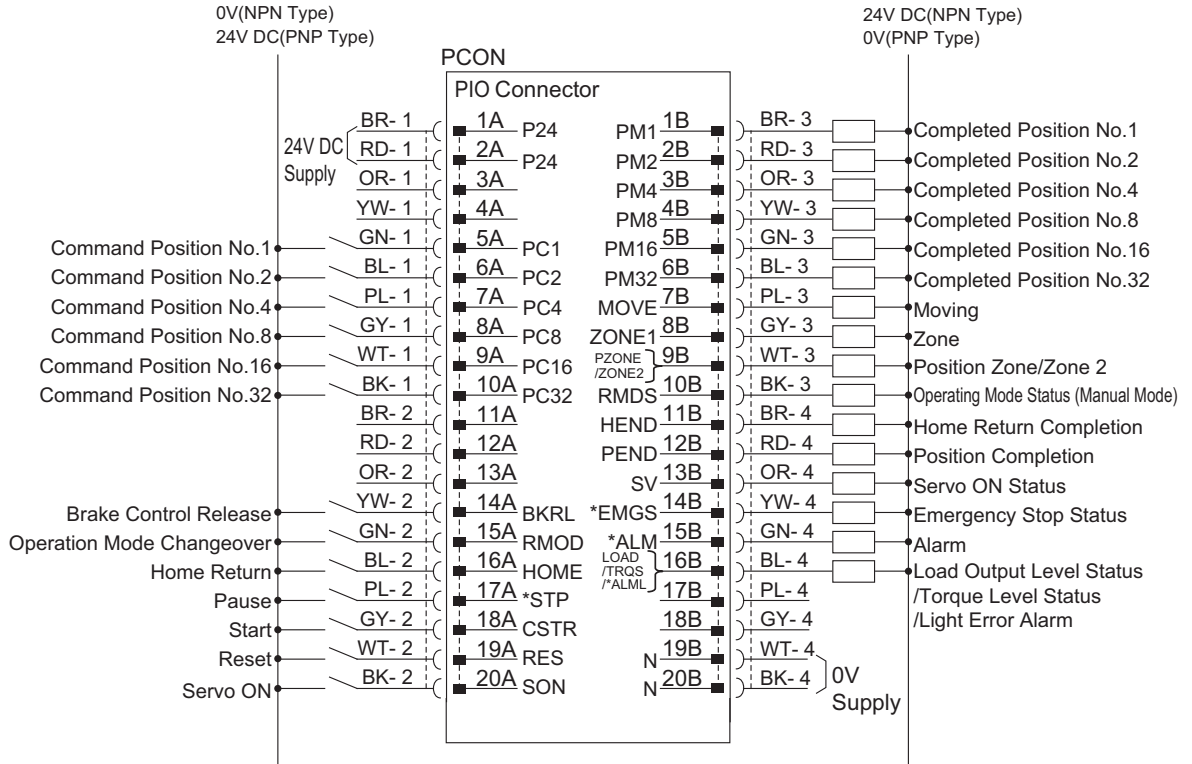 0V(NPN Type)
24V DC(PNP Type)
24V DC(NPN Type)
0V(PNP Type)
PCON
PIO Connector
24V DC
Supply
BR- 1 1A P24 PM1 1B BR- 3 Completed Position No.1
RD- 1 2A P24 PM2 2B RD- 3 Completed Position No.2
OR- 1 3A PM4 3B OR- 3 Completed Position No.4
YW- 1 4A PM8 4B YW- 3 Completed Position No.8
Command Position No.1 GN- 1 5A PC1 PM16 5B GN- 3 Completed Position No.16
Command Position No.2 BL- 1 6A PC2 PM32 6B BL- 3 Completed Position No.32
Command Position No.4 PL- 1 7A PC4 MOVE 7B PL- 3 Moving
Command Position No.8 GY- 1 8A PC8 ZONE1 8B GY- 3 Zone
Command Position No.16 WT- 1 9A PC16 PZONE /ZONE2 9B WT- 3 Position Zone/Zone 2
Command Position No.32 BK- 1 10A PC32 RMDS 10B BK- 3 Operating Mode Status (Manual Mode)
BR- 2 11A HEND 11B BR- 4 Home Return Completion
RD- 2 12A PEND 12B RD- 4 Position Completion
OR- 2 13A SV 13B OR- 4 Servo ON Status
Brake Control Release YW- 2 14A BKRL *EMGS 14B YW- 4 Emergency Stop Status
Operation Mode Changeover GN- 2 15A RMOD *ALM 15B GN- 4 Alarm
Home Return BL- 2 16A HOME LOAD /TRQS /*ALML 16B BL- 4 Load Output Level Status
/Torque Level Status
/Light Error Alarm
Pause PL- 2 17A *STP 17B PL- 4
Start GY- 2 18A CSTR 18B GY- 4
Reset WT- 2 19A RES N 19B WT- 4
Servo ON BK- 2 20A SON N 20B BK- 4
0V
Supply